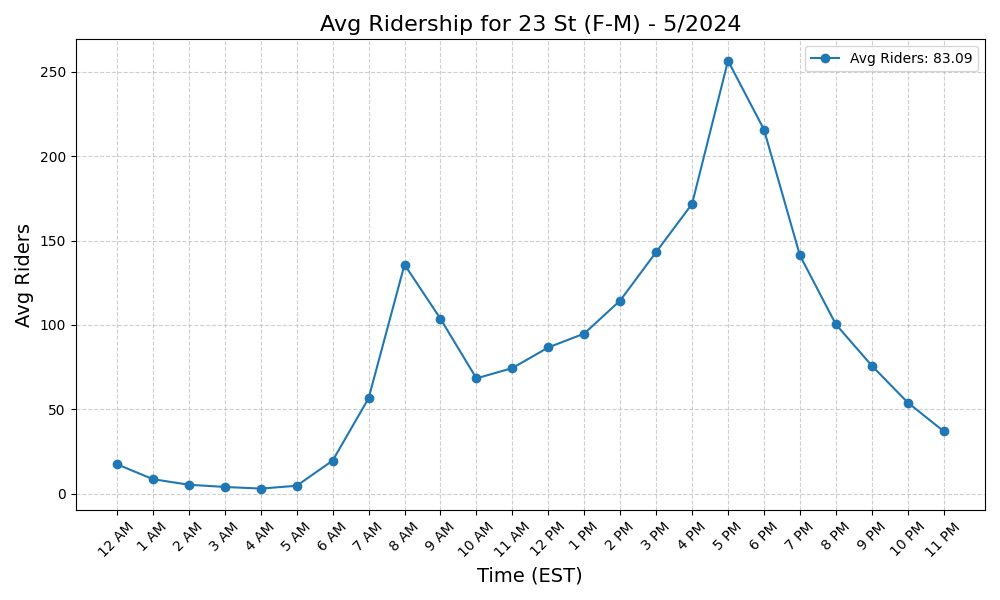 Avg Ridership for 23 St (F-M) - 5/2024
Avg Riders: 83.09
Avg Riders
250
200
150
100
50
0
12 AM
1 AM
2 AM
3 AM
4 AM
5 AM
6 AM
7 AM
8 AM
9 AM
10 AM
11 AM
12 PM
1 PM
2 PM
3 PM
4 PM
5 PM
6 PM
7 PM
8 PM
9 PM
10 PM
11 PM
Time (EST)